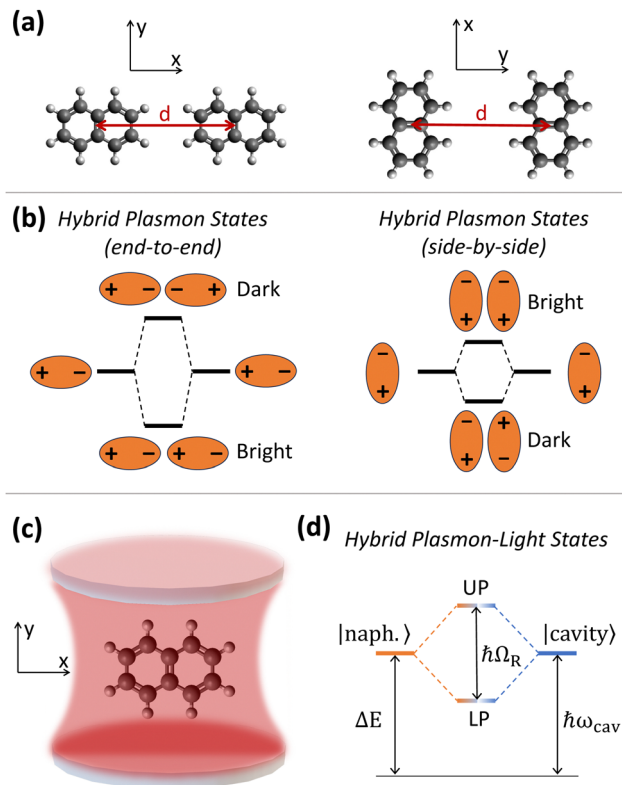 (a)
y
x
d
x
y
d
(b)
Hybrid Plasmon States
(end-to-end)
+ − − +
Dark
+ −
+ −
+ − + −
Bright
Hybrid Plasmon States
(side-by-side)
− −
+ +
Bright
−
+
−
+
− +
+ −
Dark
(c)
y
x
(d)
Hybrid Plasmon-Light States
UP
|naph.⟩
|cavity⟩
ℏΩR
LP
ΔE
ℏωcav